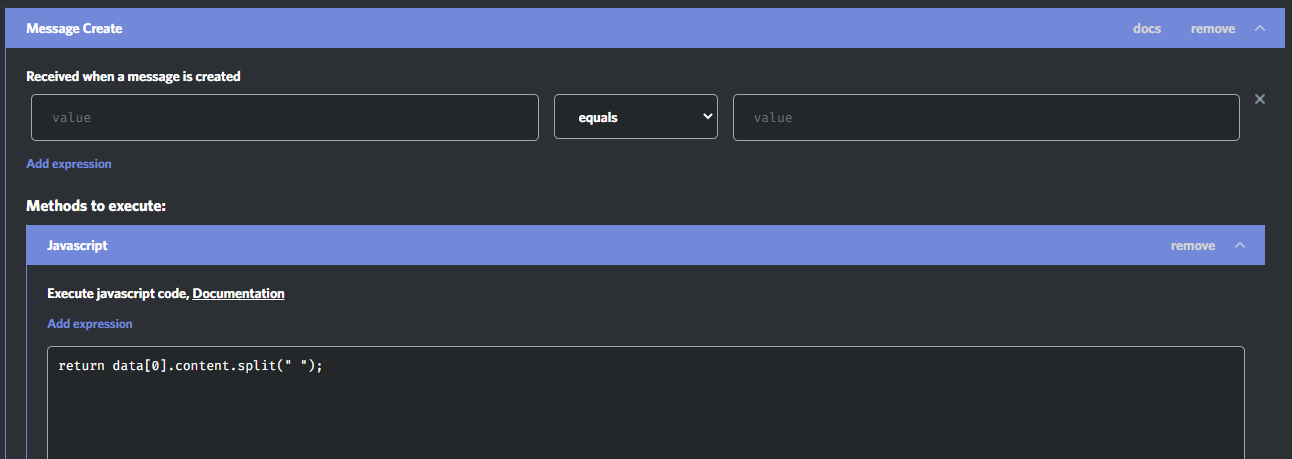 Message Create docs remove
Received when a message is created
value equals value
Add expression
Methods to execute:
Javascript remove
Execute javascript code, Documentation
Add expression
return data[0].content.split(" ");